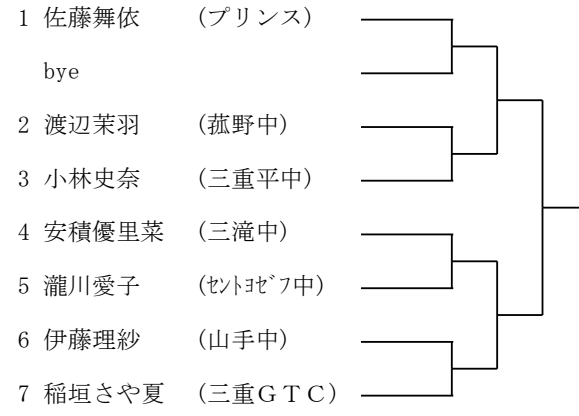 1 佐藤舞依 (プリンス)
bye
2 渡辺茉羽 (菰野中)
3 小林史奈 (三重平中)
4 安積優里菜 (三滝中)
5 瀧川愛子 (ｾﾝﾄﾖｾﾞﾌ中)
6 伊藤理紗 (山手中)
7 稲垣さや夏 (三重ＧＴＣ)